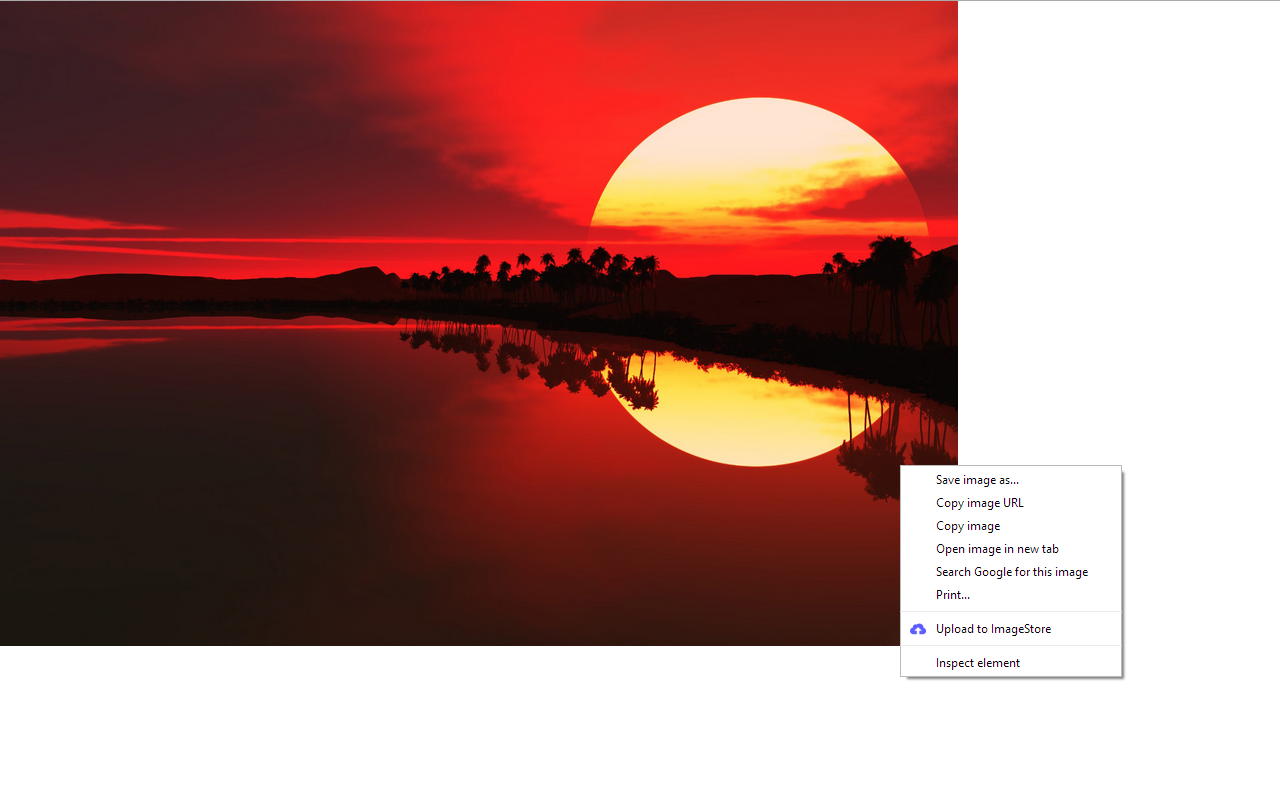 Save image as...
Copy image URL
Copy image
Open image in new tab
Search Google for this image
Print...
Upload to ImageStore
Inspect element